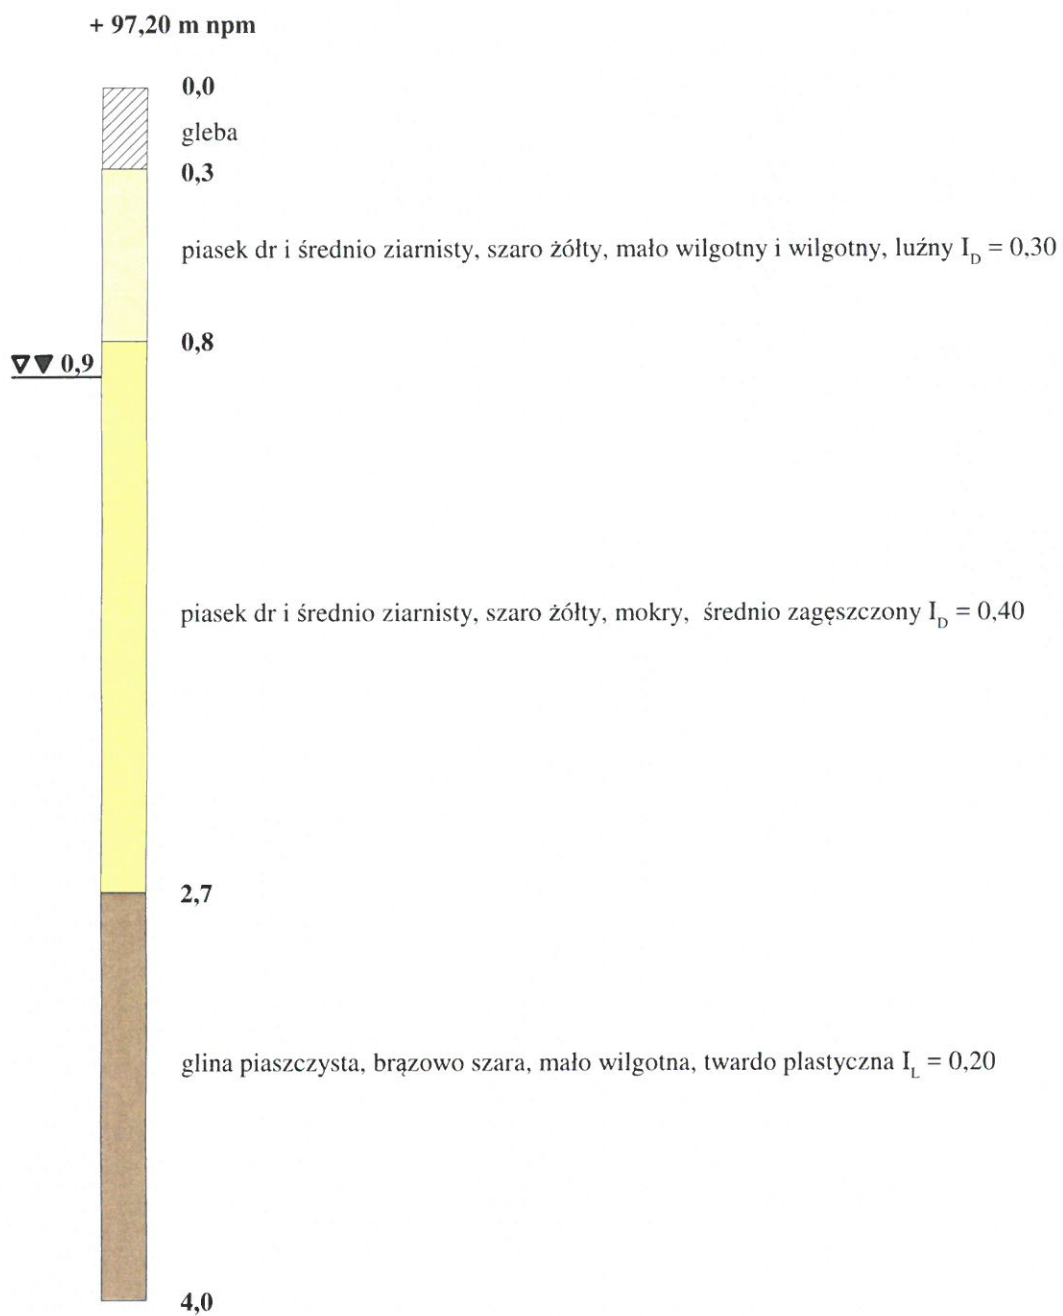 + 97,20 m npm
0,0
gleba
0,3
piasek dr i średnio ziarnisty, szaro żółty, mało wilgotny i wilgotny, luźny I_D = 0,30
0,8
0,9
piasek dr i średnio ziarnisty, szaro żółty, mokry, średnio zagęszczony I_D = 0,40
2,7
glina piaszczysta, brązowo szara, mało wilgotna, twardo plastyczna I_L = 0,20
4,0